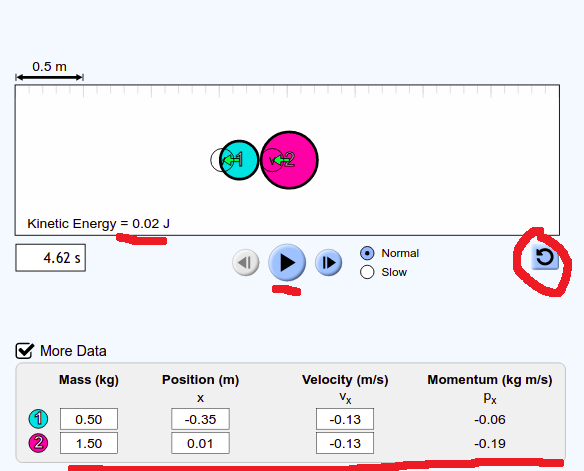 0.5 m
1 2
Kinetic Energy = 0.02 J
4.62 s
Normal
Slow
More Data
Mass (kg) Position (m) Velocity (m/s) Momentum (kg m/s)
x Vx Px
1 0.50 -0.35 -0.13 -0.06
2 1.50 0.01 -0.13 -0.19